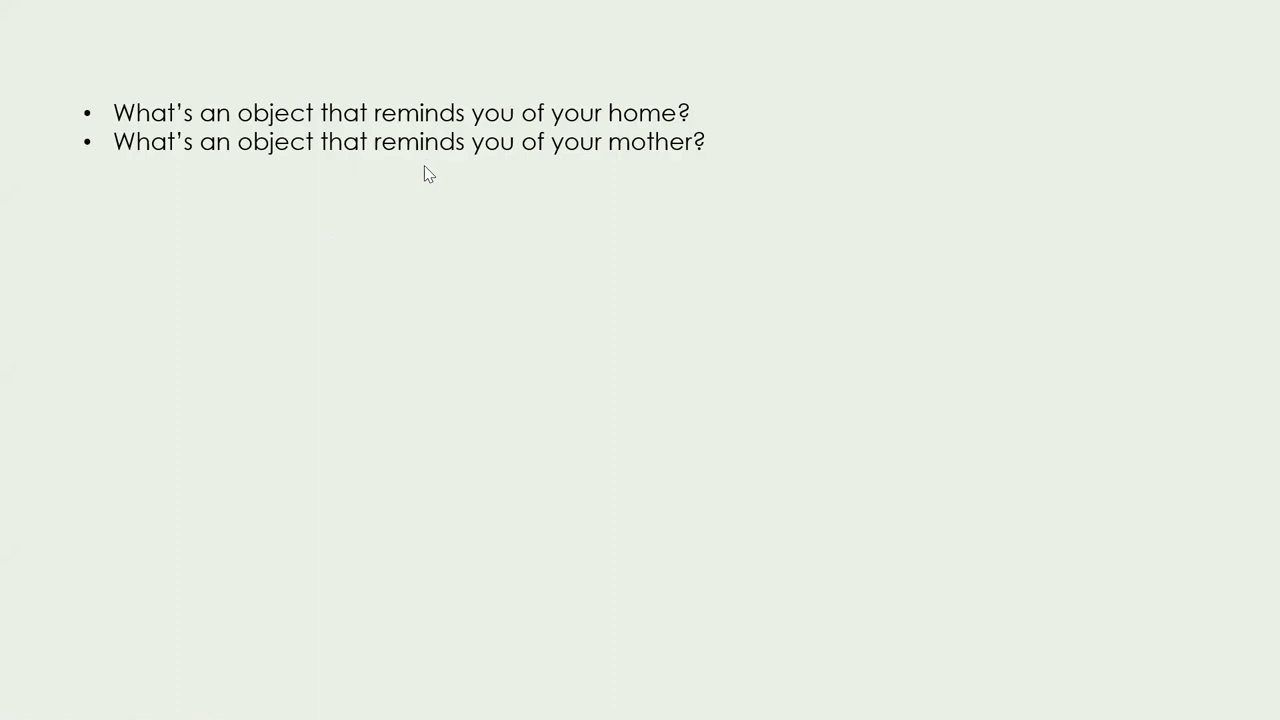 • What’s an object that reminds you of your home?
• What’s an object that reminds you of your mother?